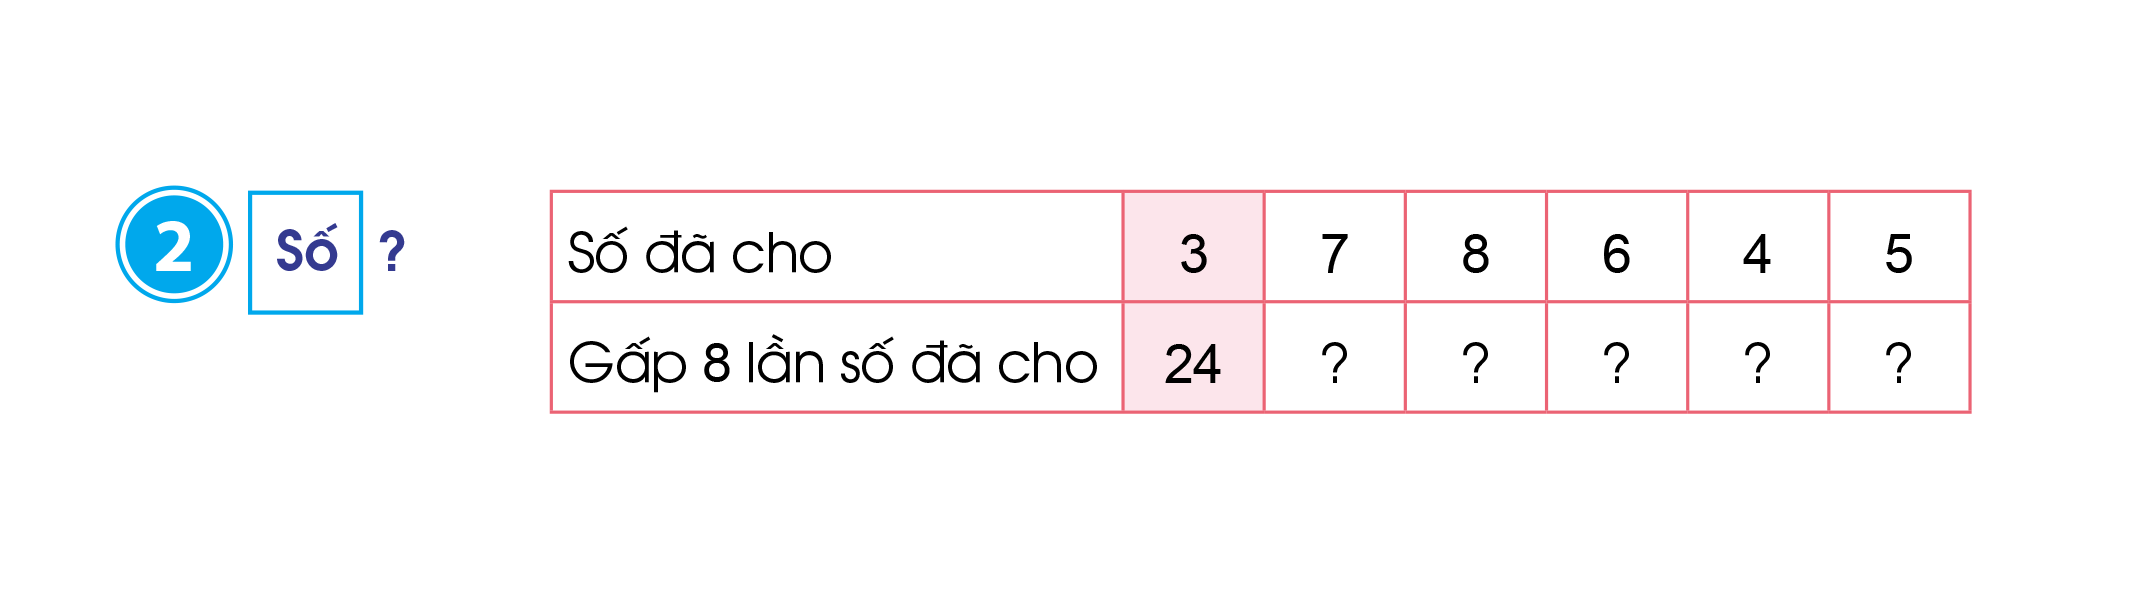 2 Số ?
Số đã cho 3 7 8 6 4 5
Gấp 8 lần số đã cho 24 ? ? ? ? ?